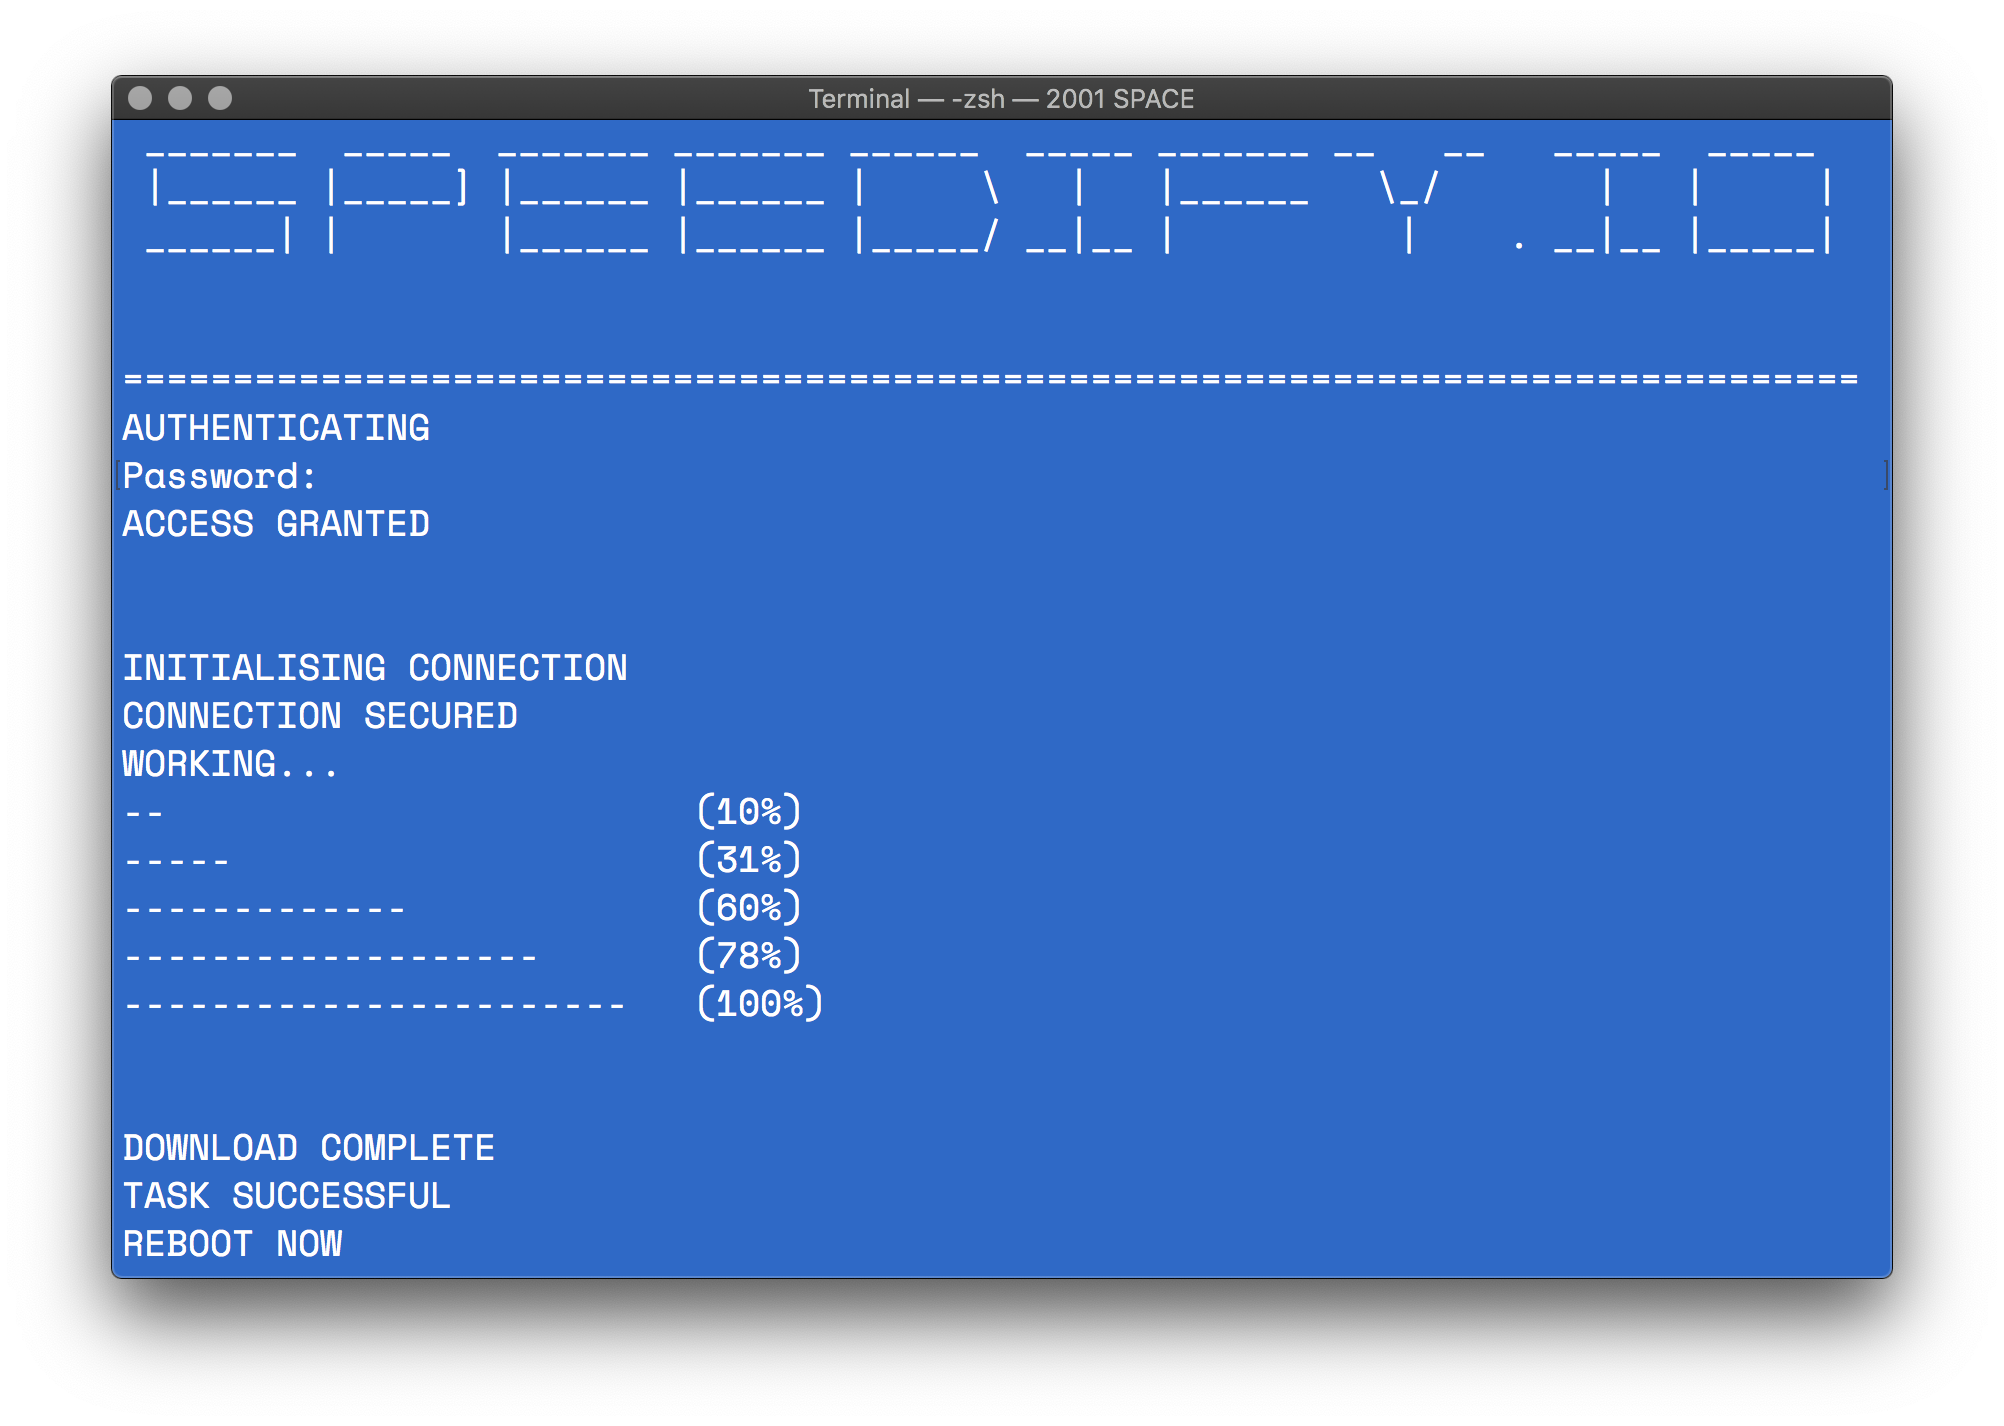 Terminal — -zsh — 2001 SPACE
SPEEDIFY.IO
===============================================================================
AUTHENTICATING
Password:
ACCESS GRANTED
INITIALISING CONNECTION
CONNECTION SECURED
WORKING...
-- (10%)
----- (31%)
------------- (60%)
------------------- (78%)
----------------------- (100%)
DOWNLOAD COMPLETE
TASK SUCCESSFUL
REBOOT NOW